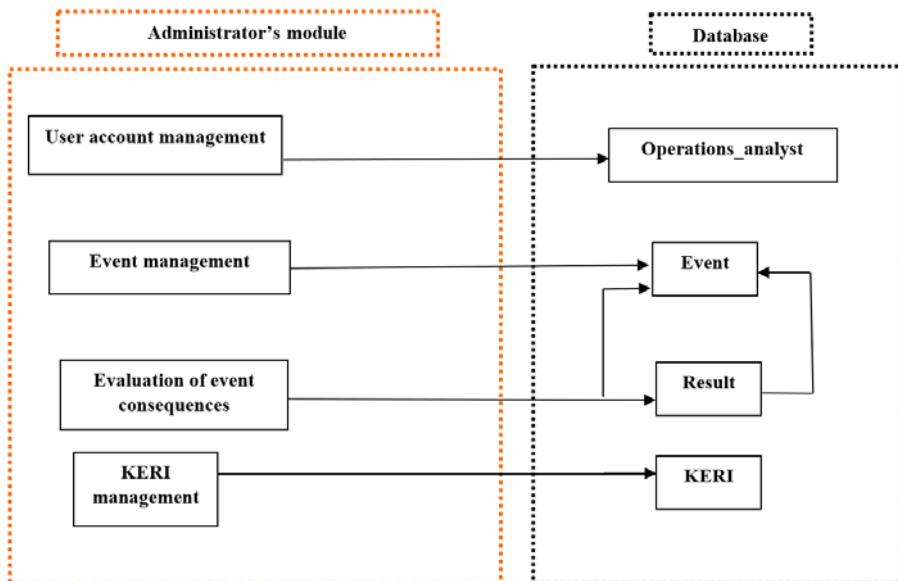 Administrator's module
Database
User account management
Operations_analyst
Event management
Event
Evaluation of event
consequences
Result
KERI
management
KERI